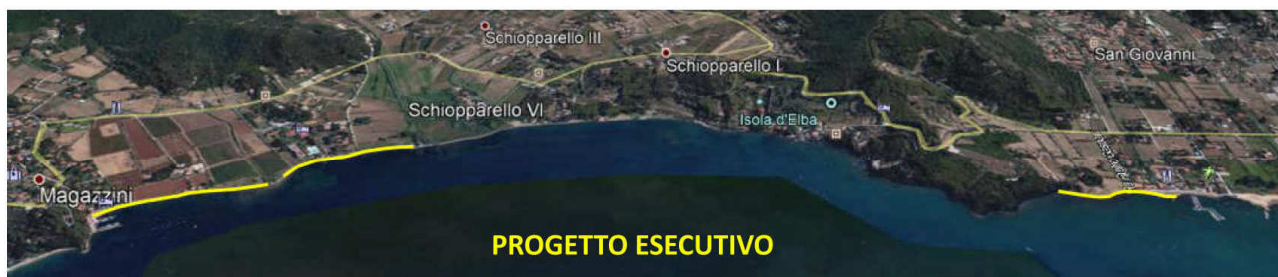 Schiopparello III
San Giovanni
Schiopparello I
Schiopparello VI
Isola d'Elba
Magazzini
PROGETTO ESECUTIVO